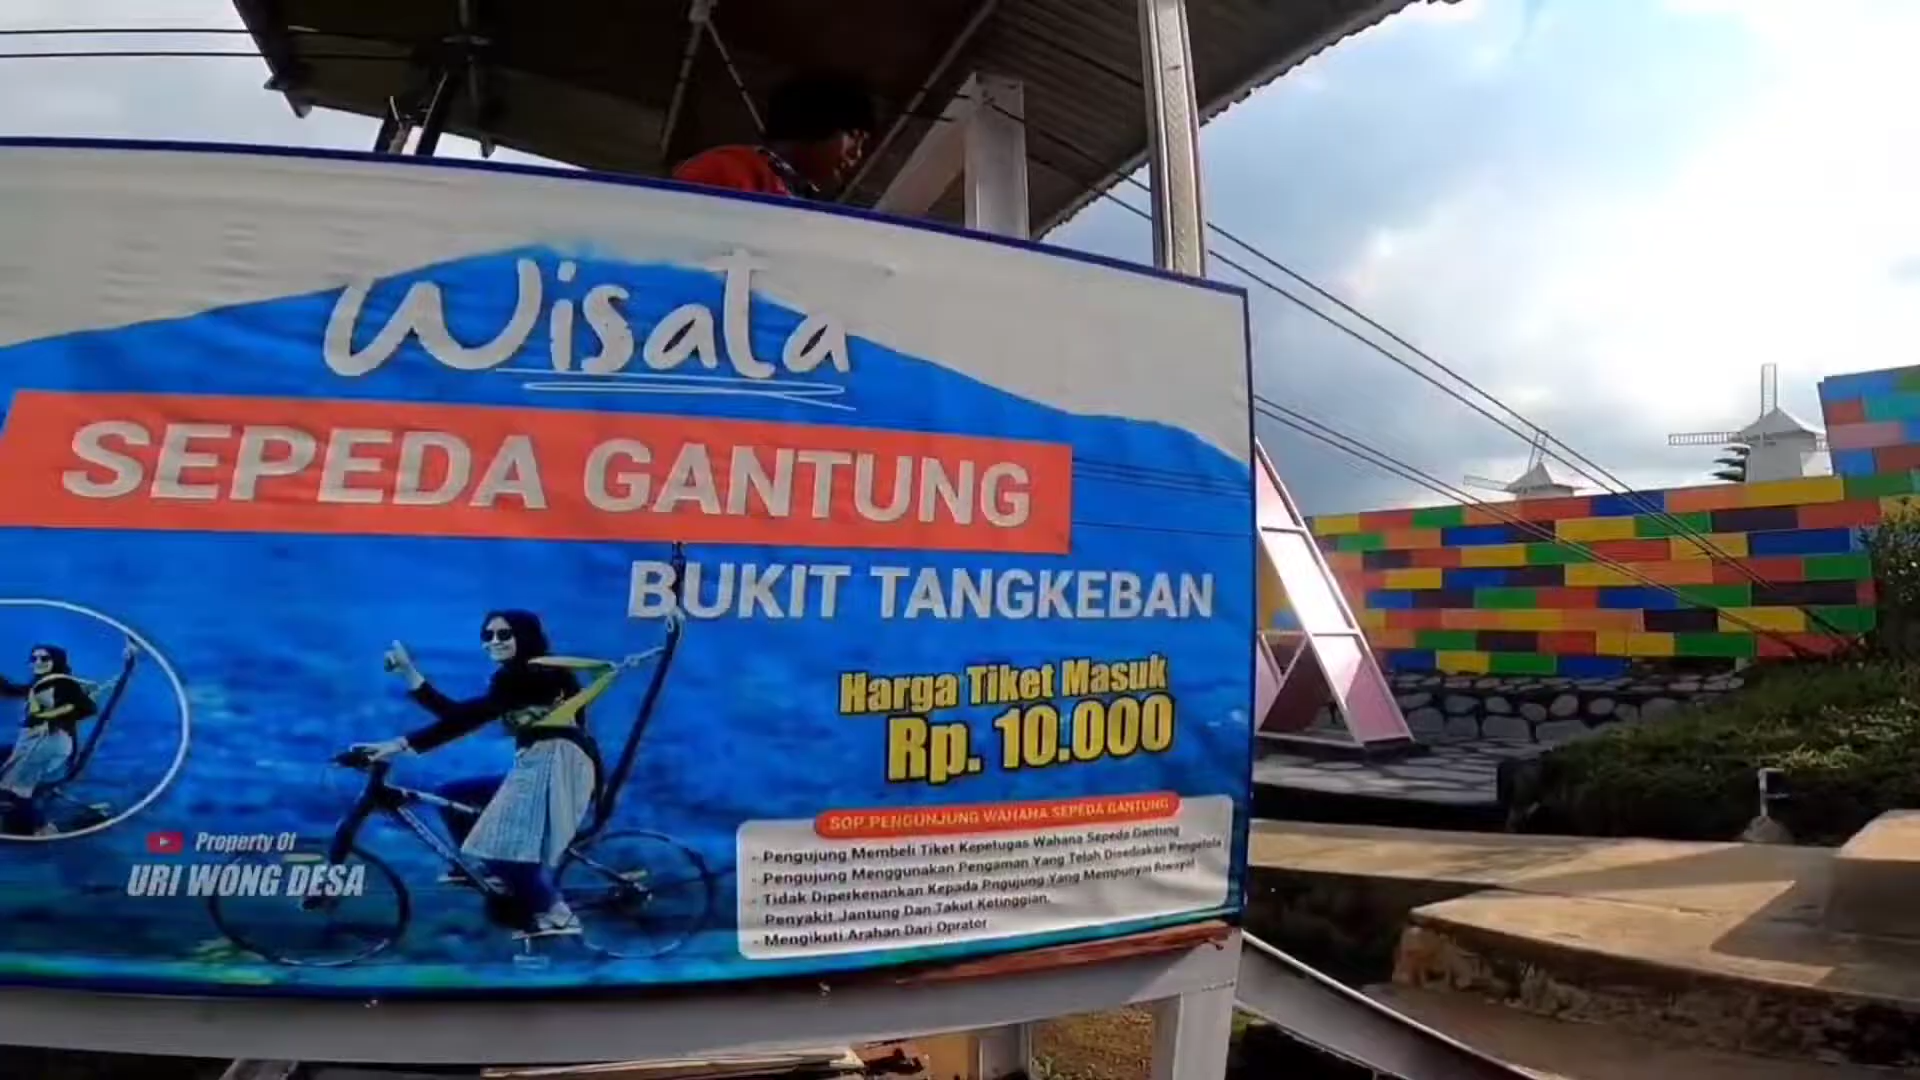 Wisata
SEPEDA GANTUNG
BUKIT TANGKEBAN
Harga Tiket Masuk
Rp. 10.000
SOP PENGUNJUNG WAHANA SEPEDA GANTUNG
- Pengujung Membeli Tiket Kepetugas Wahana Sepeda Gantung
- Pengujung Menggunakan Pengaman Yang Telah Disediakan Pengelola
- Tidak Diperkenankan Kepada Pngujung Yang Mempunyai Riwayat
Penyakit Jantung Dan Takut Ketinggian.
- Mengikuti Arahan Dari Oprator
Property Of
URI WONG DESA